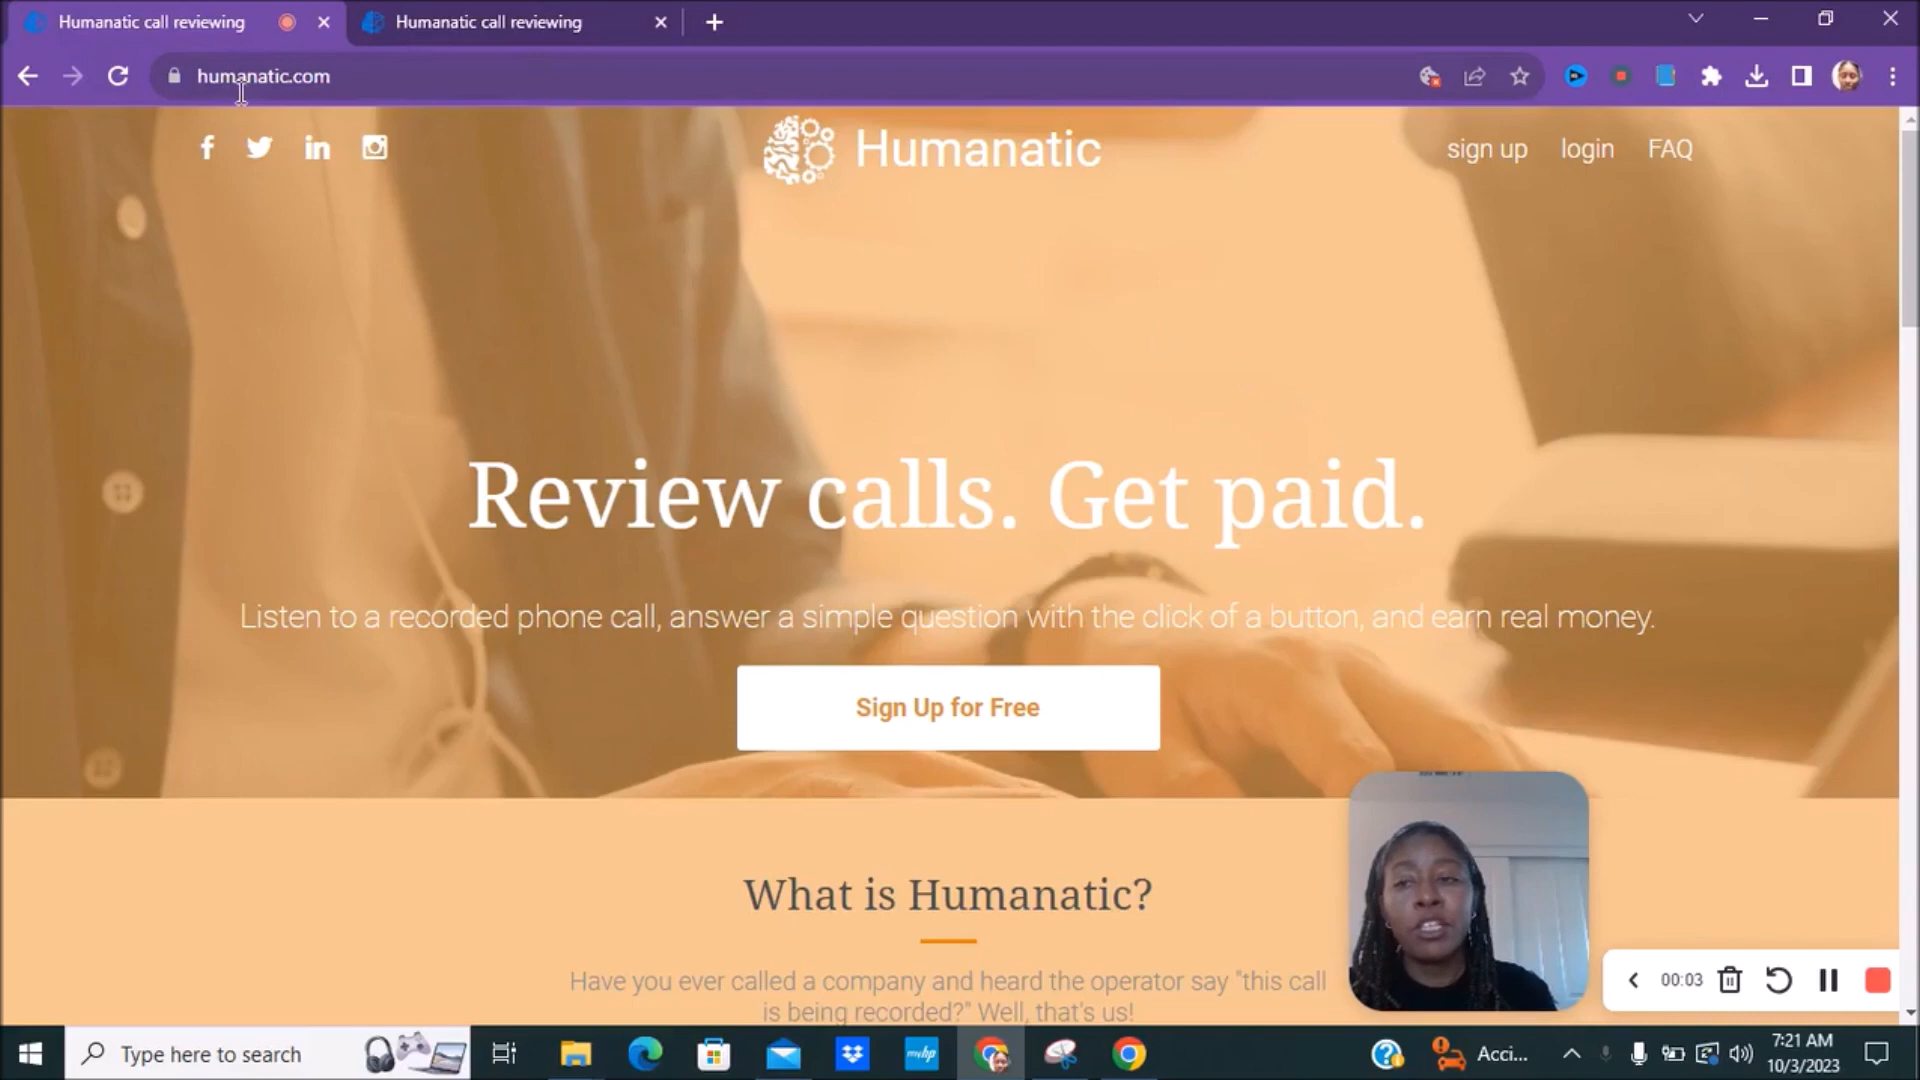 Humanatic call reviewing
Humanatic call reviewing
humanatic.com
Humanatic
sign up
login
FAQ
Review calls. Get paid.
Listen to a recorded phone call, answer a simple question with the click of a button, and earn real money.
Sign Up for Free
What is Humanatic?
Have you ever called a company and heard the operator say "this call
is being recorded?" Well, that's us!
00:03
Type here to search
myhp
Acci...
7:21 AM
10/3/2023